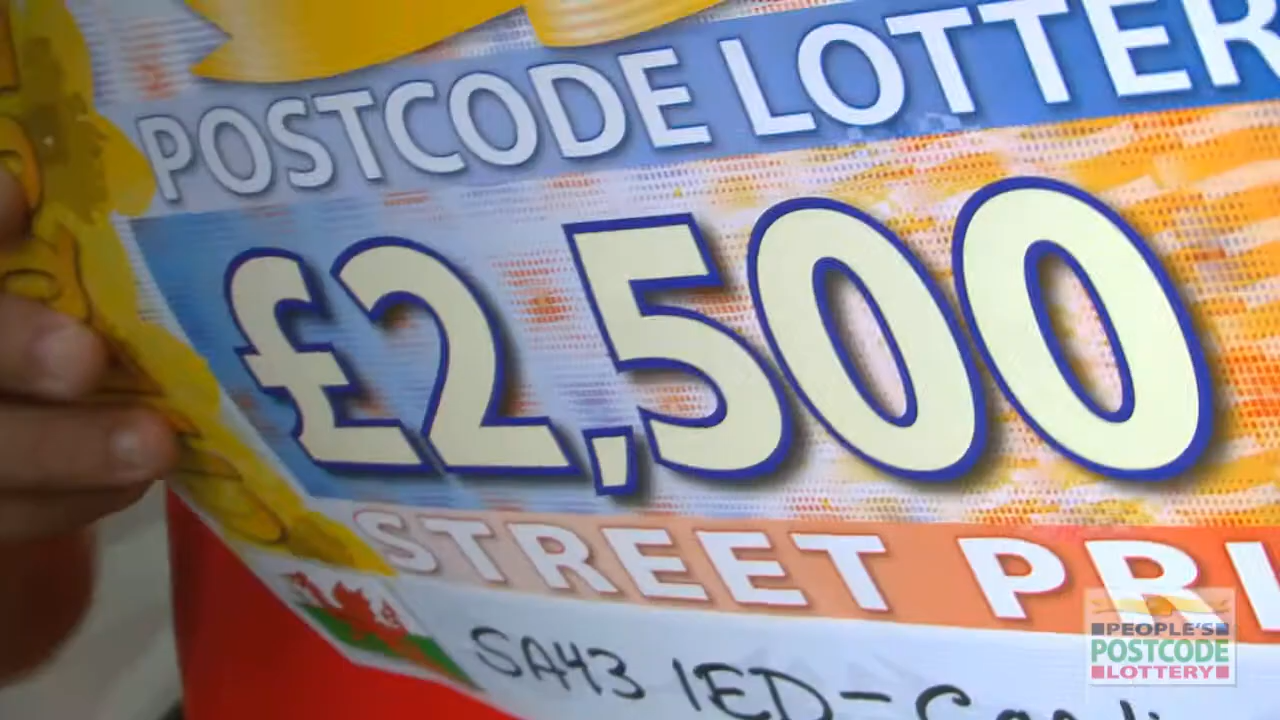 POSTCODE LOTTER
£2,500
STREET PRI
SA43 1ED-
PEOPLE'S
POSTCODE
LOTTERY